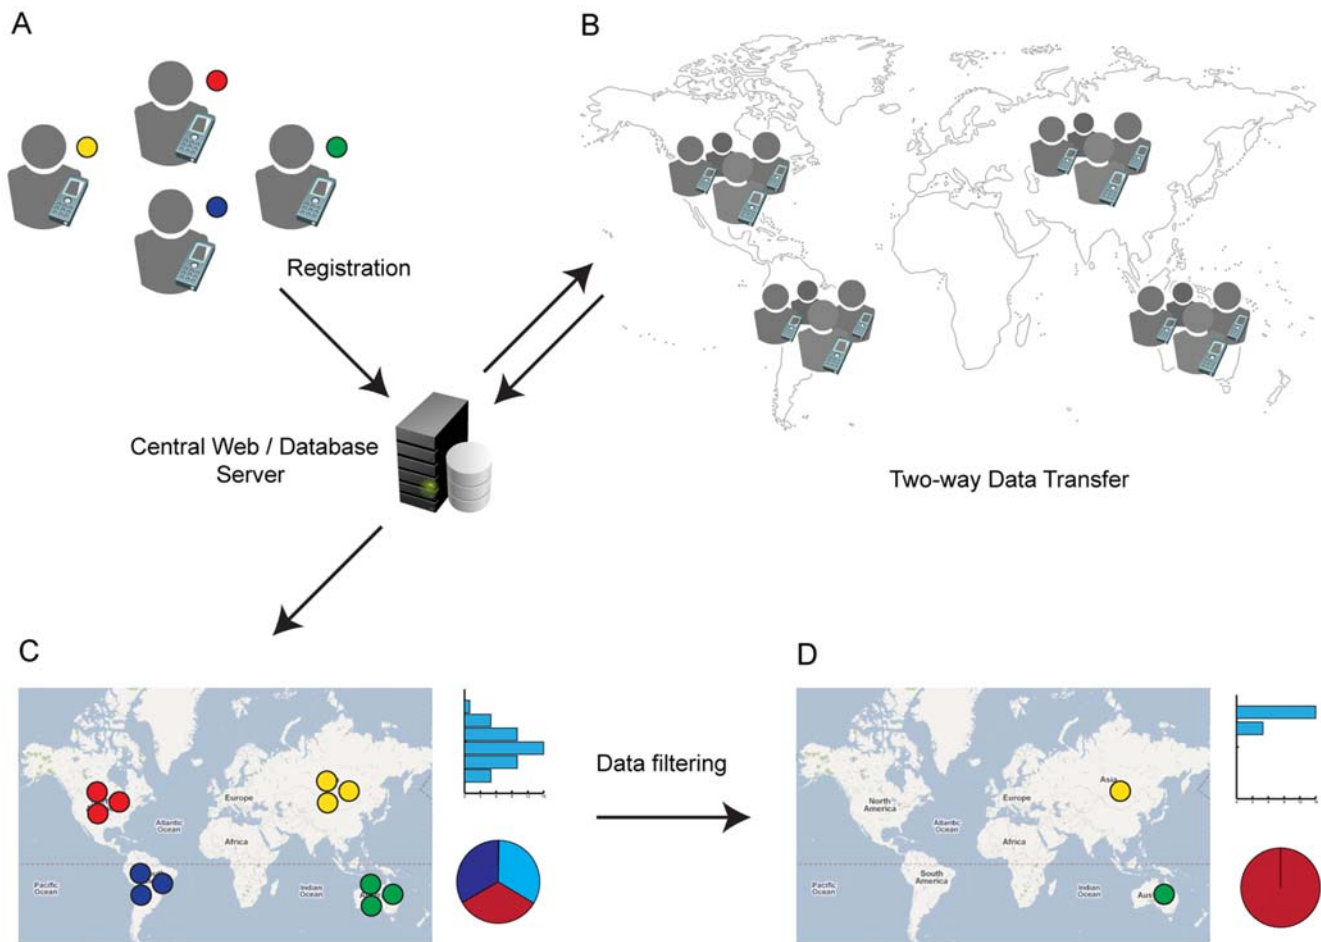 A
B
Registration
Central Web / Database
Server
Two-way Data Transfer
C
D
Europe
Atlantic
Ocean
Africa
Pacific
Ocean
Indian
Ocean
Data filtering
Asia
North
America
Europe
Atlantic
Ocean
Africa
South
America
Pacific
Ocean
Indian
Ocean
Aus